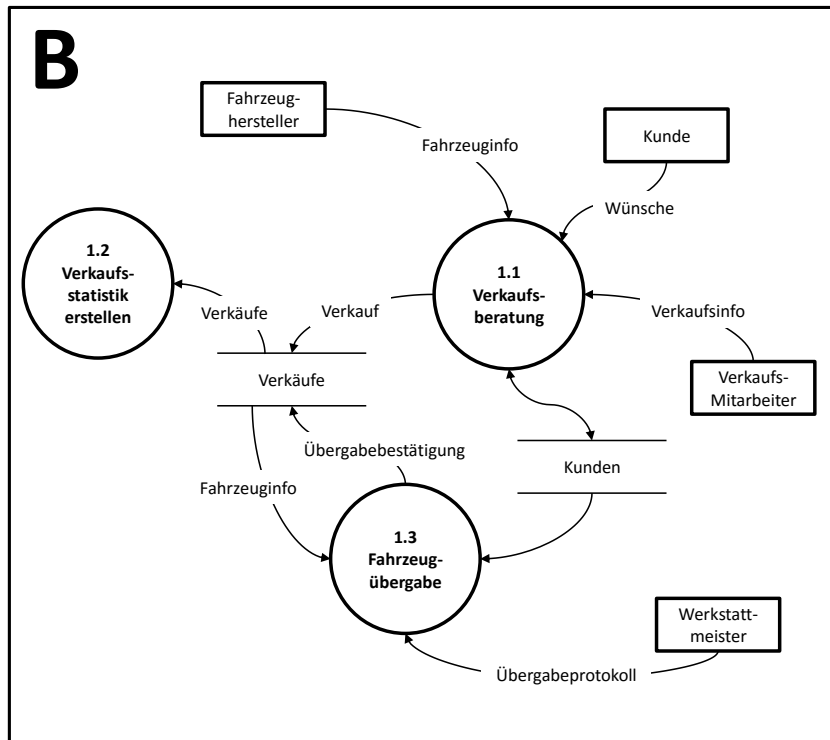 B
Fahrzeug-
hersteller
Kunde
Fahrzeuginfo
Wünsche
1.2
Verkaufs-
statistik
erstellen
1.1
Verkaufs-
beratung
Verkäufe
Verkauf
Verkaufsinfo
Verkäufe
Verkaufs-
Mitarbeiter
Übergabebestätigung
Kunden
Fahrzeuginfo
1.3
Fahrzeug-
übergabe
Werkstatt-
meister
Übergabeprotokoll